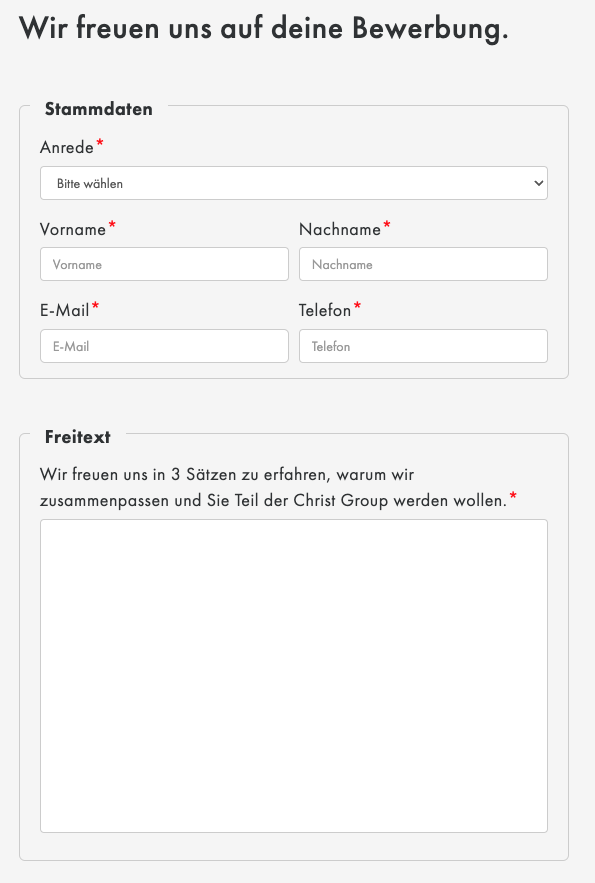 Wir freuen uns auf deine Bewerbung.
Stammdaten
Anrede*
Bitte wählen
Vorname* Nachname*
Vorname Nachname
E-Mail* Telefon*
E-Mail Telefon
Freitext
Wir freuen uns in 3 Sätzen zu erfahren, warum wir
zusammenpassen und Sie Teil der Christ Group werden wollen.*